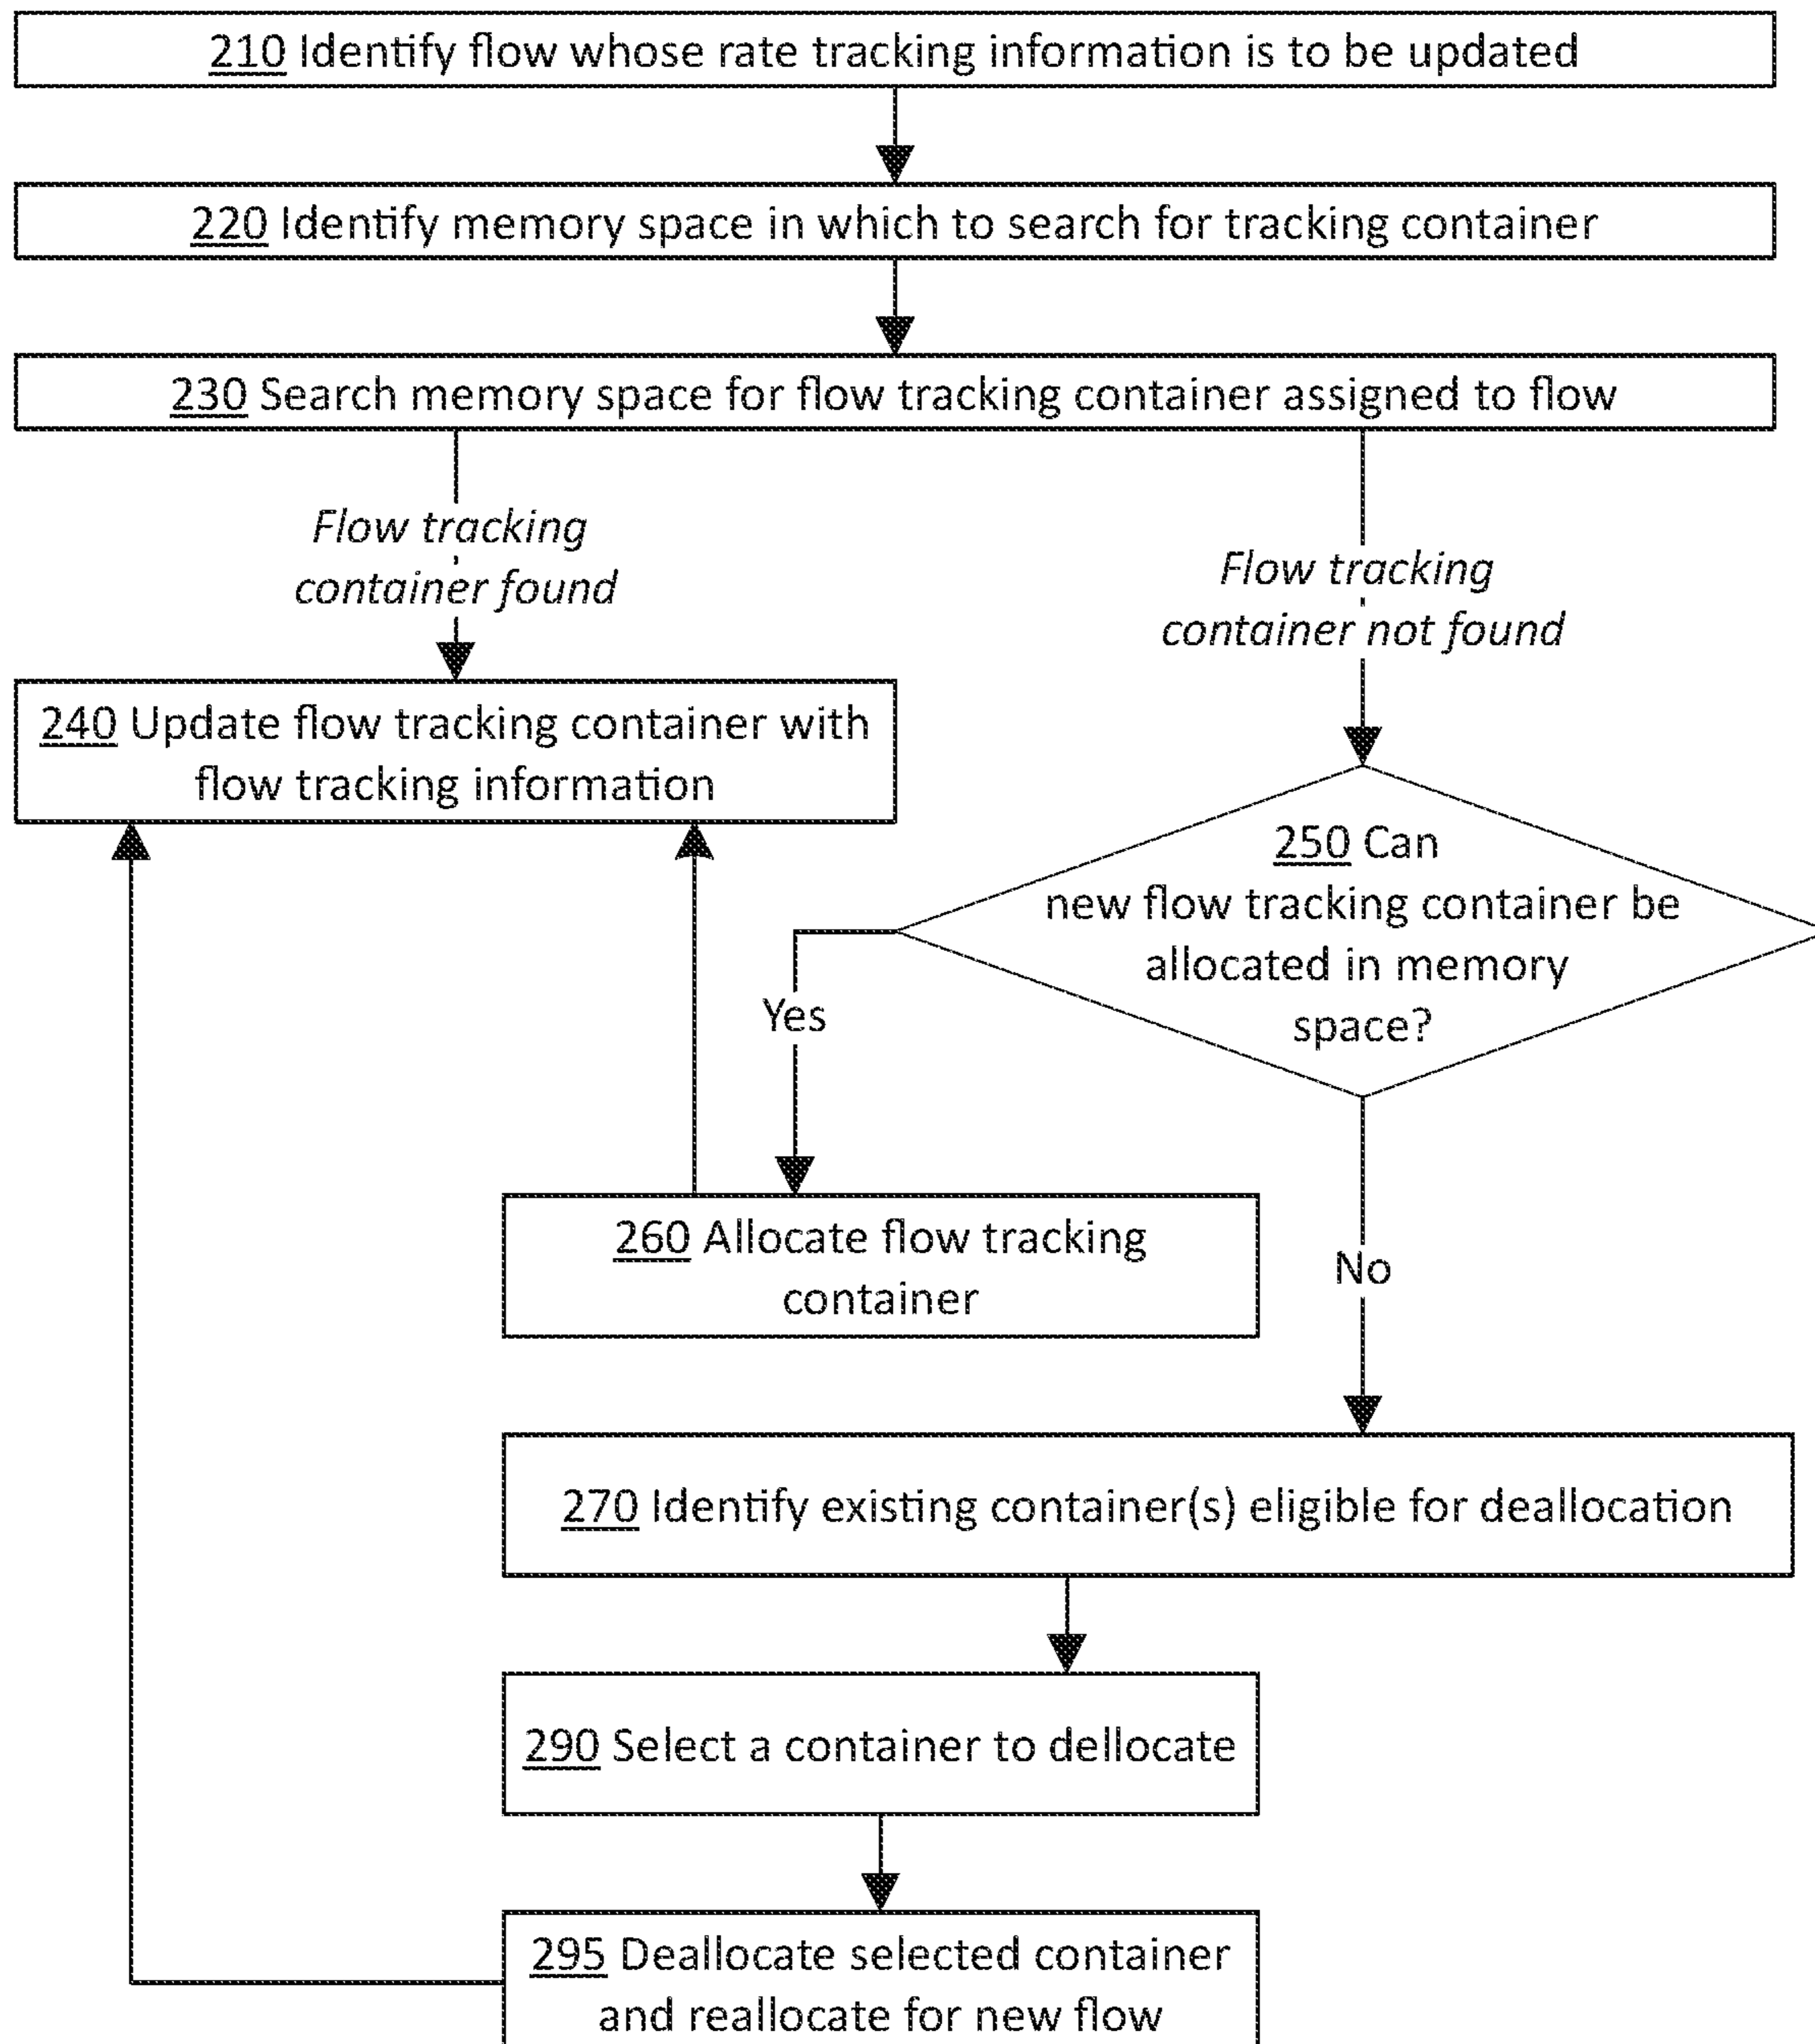 210 Identify flow whose rate tracking information is to be updated
220 Identify memory space in which to search for tracking container
230 Search memory space for flow tracking container assigned to flow
Flow tracking
container found
Flow tracking
container not found
240 Update flow tracking container with
flow tracking information
250 Can
new flow tracking container be
allocated in memory
space?
Yes
260 Allocate flow tracking
container
No
270 Identify existing container(s) eligible for deallocation
290 Select a container to dellocate
295 Deallocate selected container
and reallocate for new flow